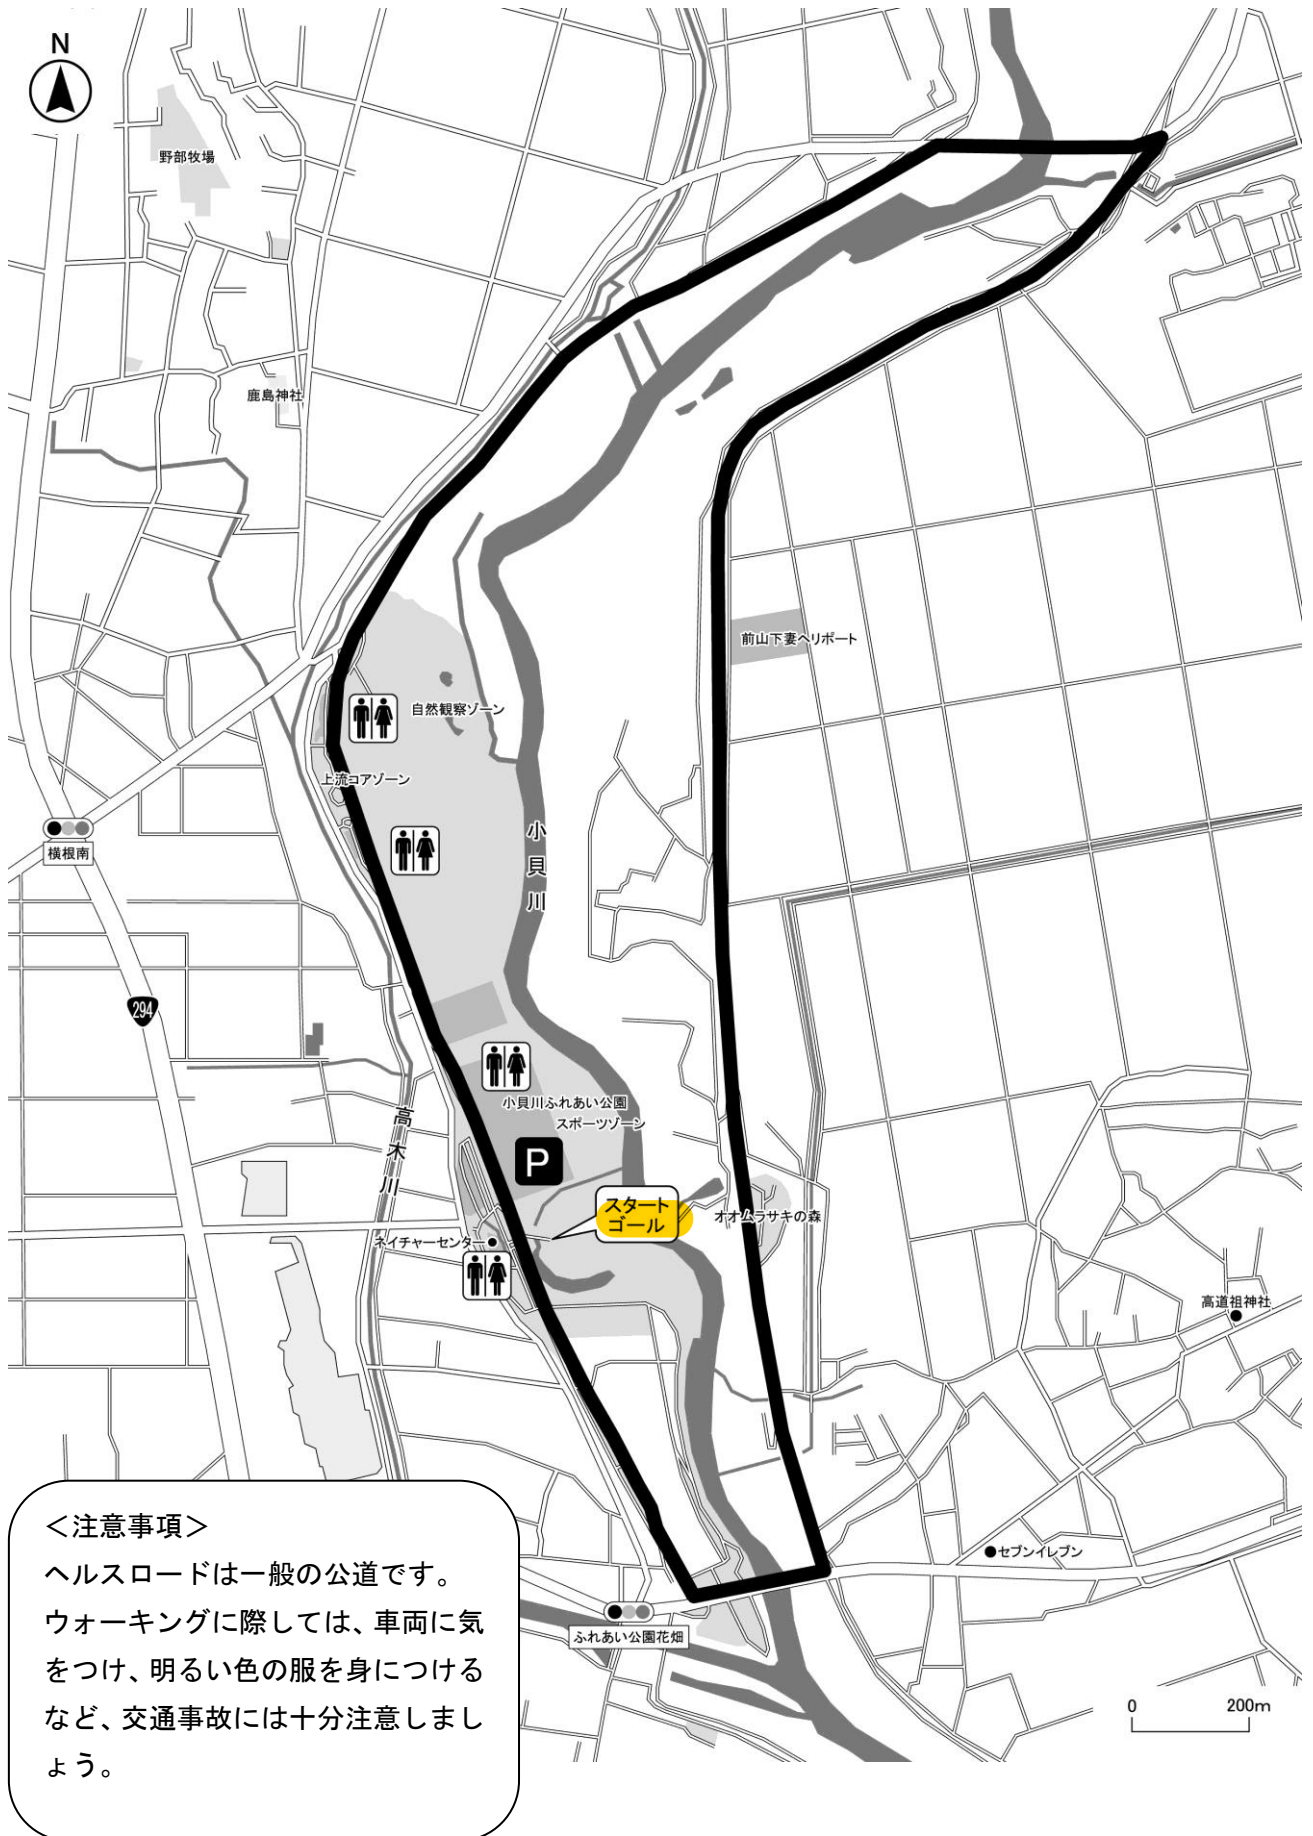 N
野部牧場
鹿島神社
前山下妻ヘリポート
自然観察ゾーン
上流コアゾーン
小貝川
横根南
294
小貝川ふれあい公園
スポーツゾーン
高木川
P
スタート
ゴール
オオムラサキの森
ネイチャーセンター
高道祖神社
セブンイレブン
ふれあい公園花畑
0 200m
＜注意事項＞
ヘルスロードは一般の公道です。
ウォーキングに際しては、車両に気
をつけ、明るい色の服を身につける
など、交通事故には十分注意しまし
ょう。